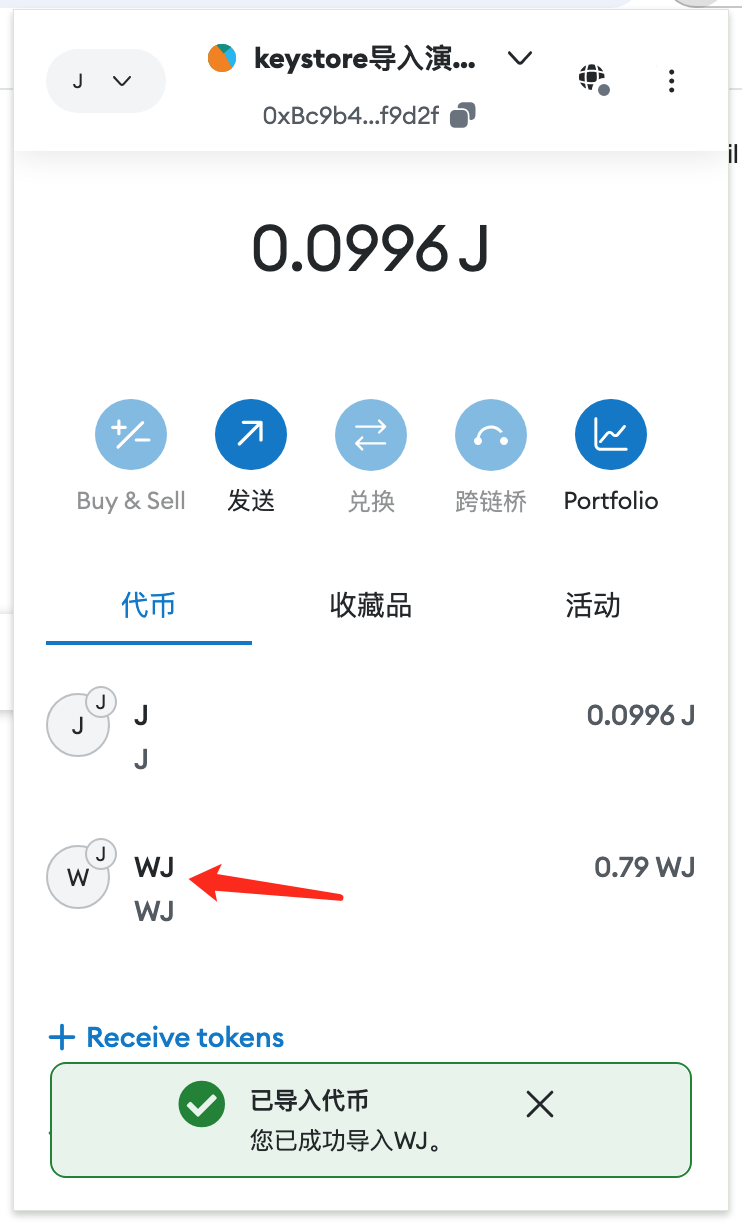 J
keystore导入演...
0xBc9b4...f9d2f
il
0.0996 J
Buy & Sell
发送
兑换
跨链桥
Portfolio
代币
收藏品
活动
J
J
J
0.0996 J
J
J
W
WJ
0.79 WJ
WJ
+ Receive tokens
已导入代币
您已成功导入WJ。